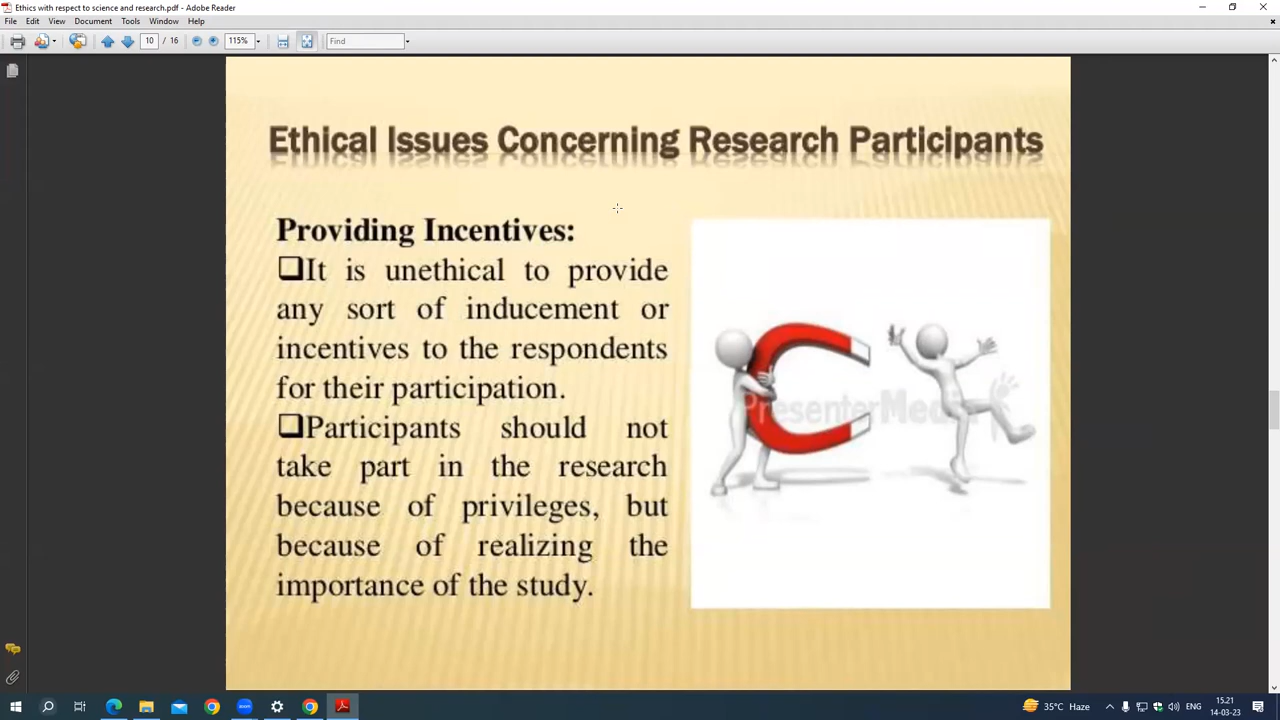 Ethics with respect to science and research.pdf - Adobe Reader
File Edit View Document Tools Window Help
10 / 16 115% Find
Ethical Issues Concerning Research Participants
Providing Incentives:
❑It is unethical to provide
any sort of inducement or
incentives to the respondents
for their participation.
❑Participants should not
take part in the research
because of privileges, but
because of realizing the
importance of the study.
PresenterMedia
zoom
35°C Haze
15.21
14-03-23